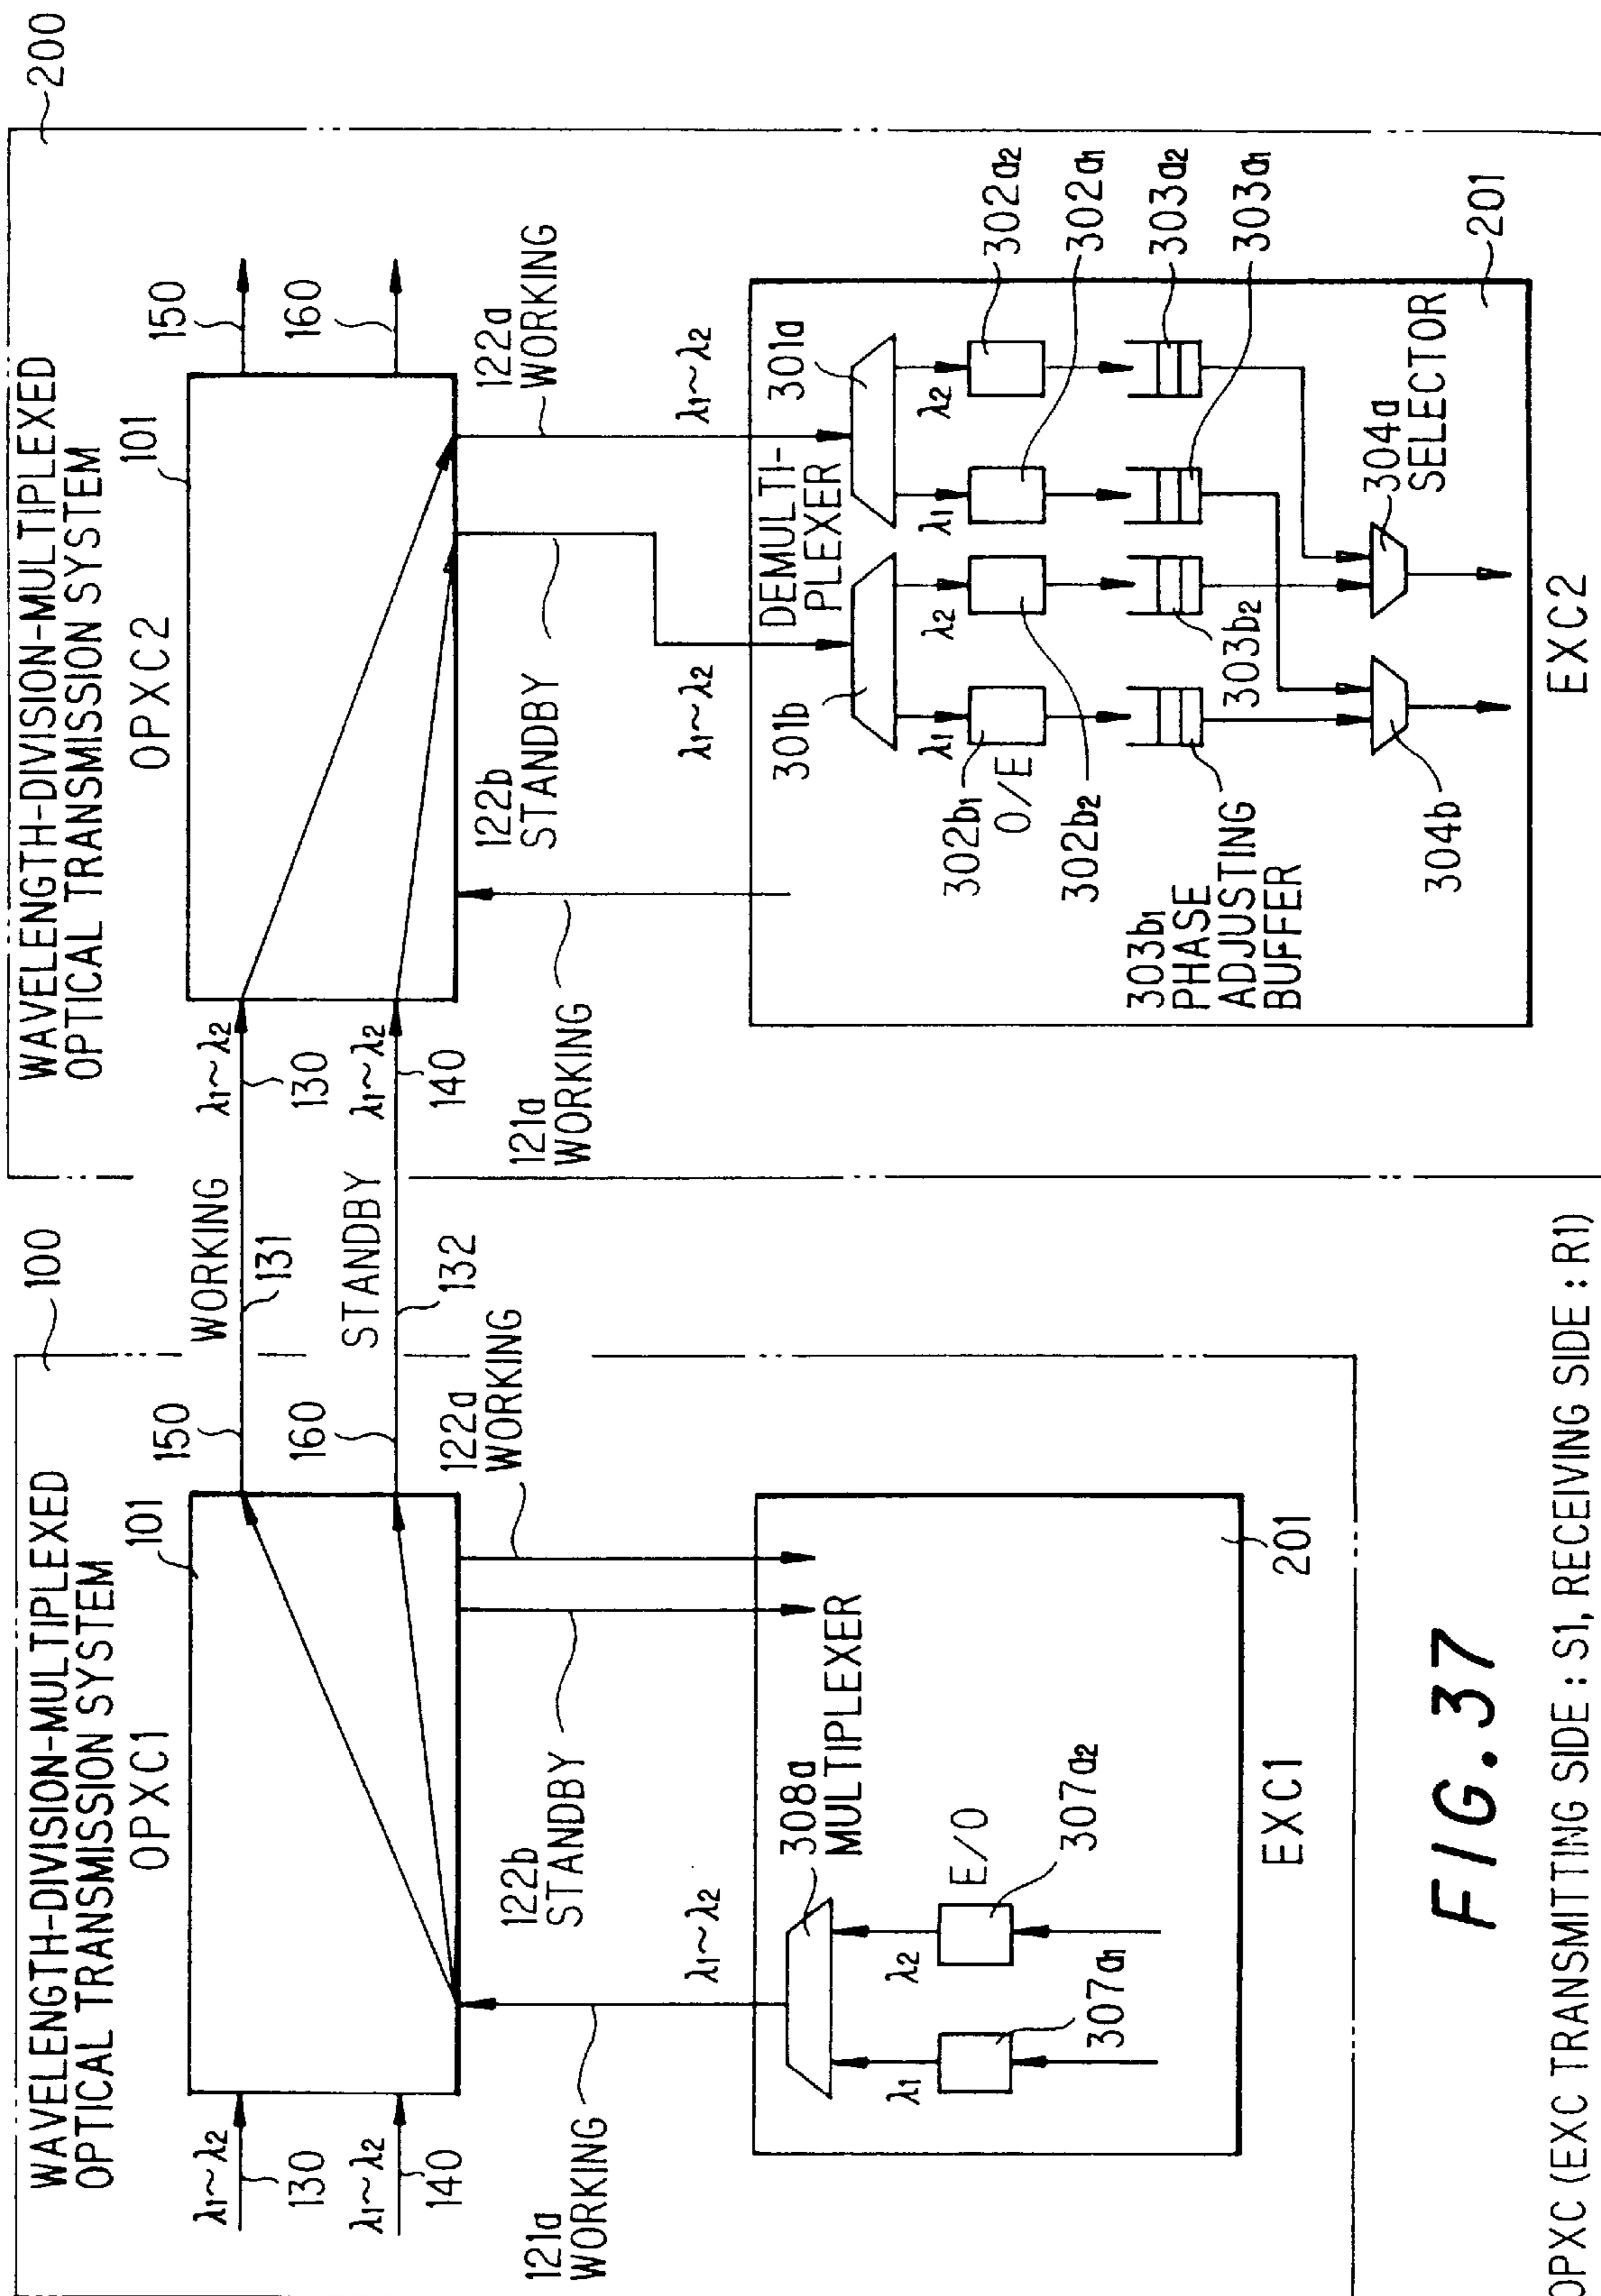 WAVELENGTH-DIVISION-MULTIPLEXED
OPTICAL TRANSMISSION SYSTEM
100
OPXC1
101
λ1~λ2
130
λ1~λ2
140
150
160
WORKING
131
STANDBY
132
121a
WORKING
122b
STANDBY
122a
WORKING
λ1~λ2
308a
MULTIPLEXER
λ1
λ2
E/O
307a1
307a2
201
EXC1
WAVELENGTH-DIVISION-MULTIPLEXED
OPTICAL TRANSMISSION SYSTEM
200
OPXC2
101
λ1~λ2
130
λ1~λ2
140
150
160
121a
WORKING
122b
STANDBY
122a
WORKING
λ1~λ2
λ1~λ2
301b
DEMULTI-
PLEXER
301a
λ1
λ2
λ1
λ2
302b1
O/E
302b2
302a2
302a1
303b1
PHASE
ADJUSTING
BUFFER
303b2
303a2
303a1
304b
304a
SELECTOR
201
EXC2
FIG.37
OPXC (EXC TRANSMITTING SIDE : S1, RECEIVING SIDE : R1)